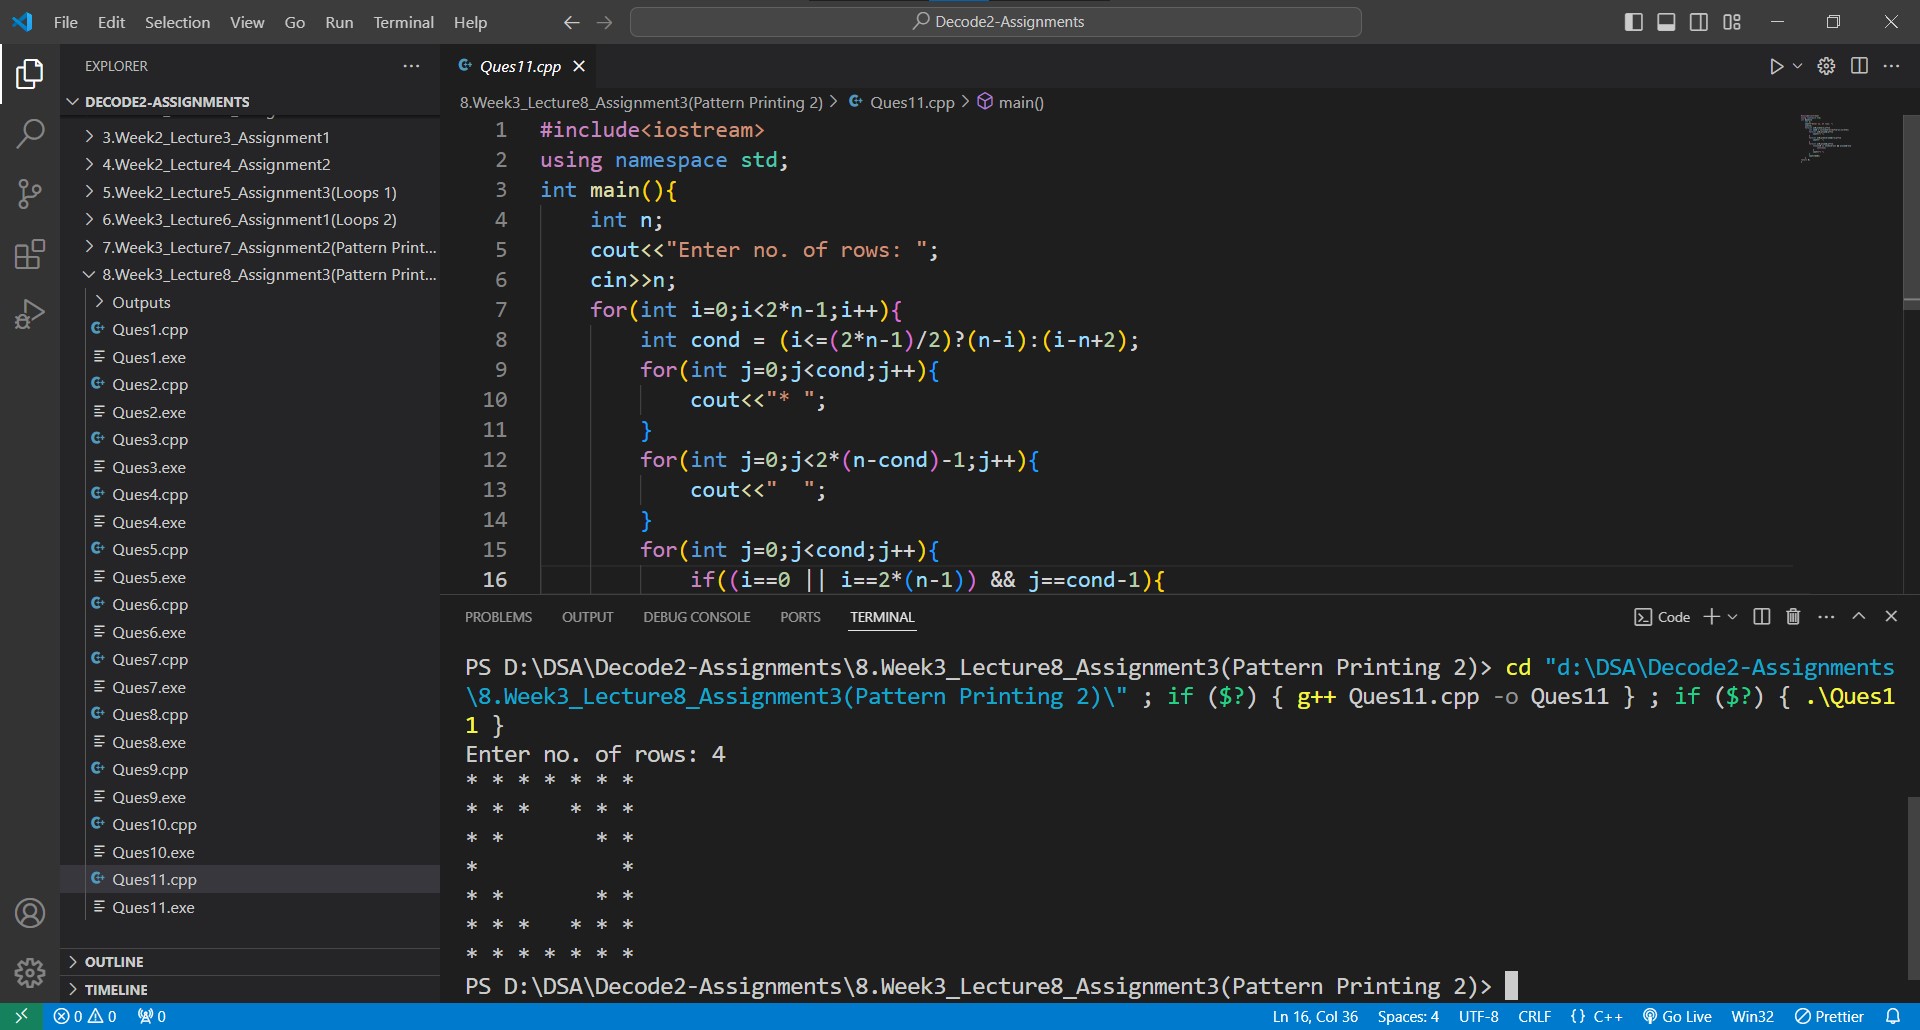 File Edit Selection View Go Run Terminal Help
Decode2-Assignments
EXPLORER
DECODE2-ASSIGNMENTS
3.Week2_Lecture3_Assignment1
4.Week2_Lecture4_Assignment2
5.Week2_Lecture5_Assignment3(Loops 1)
6.Week3_Lecture6_Assignment1(Loops 2)
7.Week3_Lecture7_Assignment2(Pattern Print...
8.Week3_Lecture8_Assignment3(Pattern Print...
Outputs
Ques1.cpp
Ques1.exe
Ques2.cpp
Ques2.exe
Ques3.cpp
Ques3.exe
Ques4.cpp
Ques4.exe
Ques5.cpp
Ques5.exe
Ques6.cpp
Ques6.exe
Ques7.cpp
Ques7.exe
Ques8.cpp
Ques8.exe
Ques9.cpp
Ques9.exe
Ques10.cpp
Ques10.exe
Ques11.cpp
Ques11.exe
OUTLINE
TIMELINE
Ques11.cpp
8.Week3_Lecture8_Assignment3(Pattern Printing 2) > Ques11.cpp > main()
1 #include<iostream>
2 using namespace std;
3 int main(){
4     int n;
5     cout<<"Enter no. of rows: ";
6     cin>>n;
7     for(int i=0;i<2*n-1;i++){
8         int cond = (i<=(2*n-1)/2)?(n-i):(i-n+2);
9         for(int j=0;j<cond;j++){
10             cout<<"* ";
11         }
12         for(int j=0;j<2*(n-cond)-1;j++){
13             cout<<"  ";
14         }
15         for(int j=0;j<cond;j++){
16             if((i==0 || i==2*(n-1)) && j==cond-1){
PROBLEMS OUTPUT DEBUG CONSOLE PORTS TERMINAL
Code
PS D:\DSA\Decode2-Assignments\8.Week3_Lecture8_Assignment3(Pattern Printing 2)> cd "d:\DSA\Decode2-Assignments
\8.Week3_Lecture8_Assignment3(Pattern Printing 2)\" ; if ($?) { g++ Ques11.cpp -o Ques11 } ; if ($?) { .\Ques1
1 }
Enter no. of rows: 4
* * * * * * *
* * *   * * *
* *       * *
*           *
* *       * *
* * *   * * *
* * * * * * *
PS D:\DSA\Decode2-Assignments\8.Week3_Lecture8_Assignment3(Pattern Printing 2)>
0 0 0 Ln 16, Col 36 Spaces: 4 UTF-8 CRLF {} C++ Go Live Win32 Prettier